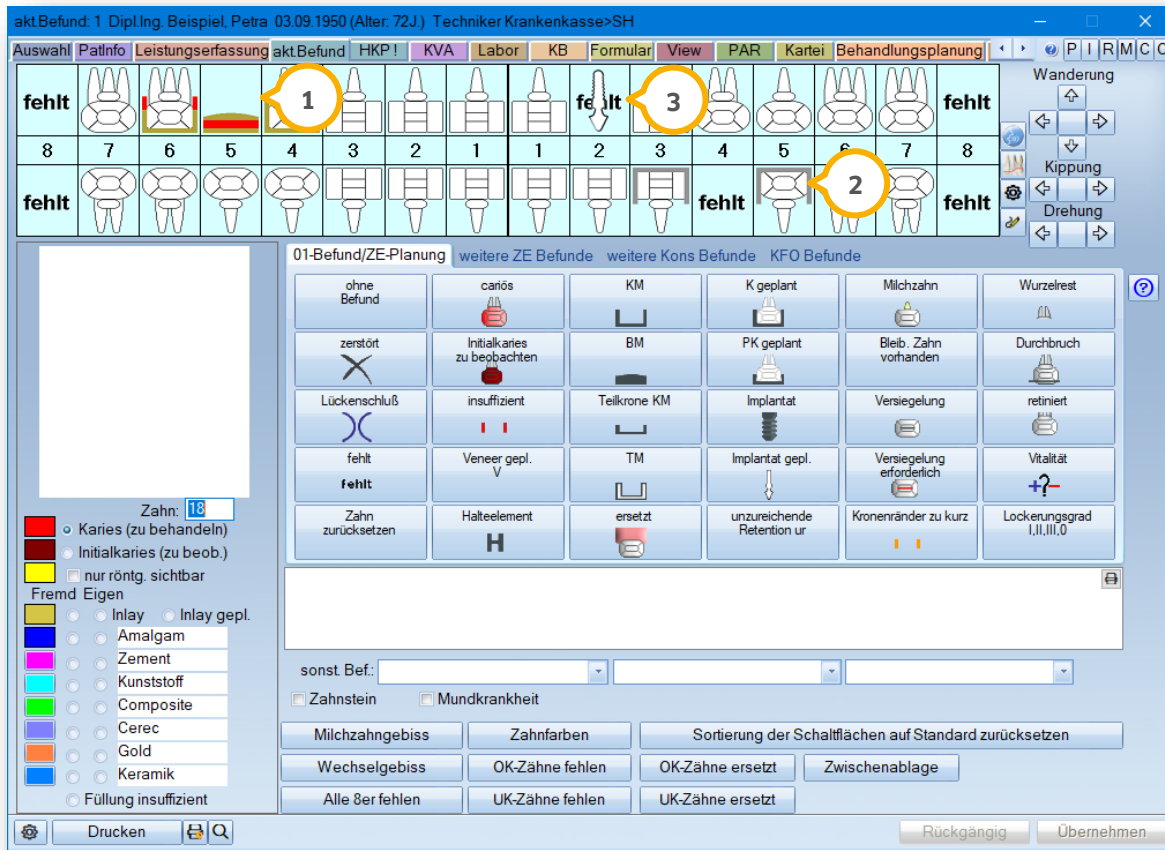 akt.Befund: 1 Dipl.Ing. Beispiel, Petra 03.09.1950 (Alter: 72J.) Techniker Krankenkasse>SH
Auswahl PatInfo Leistungserfassung akt.Befund HKP! KVA Labor KB Formular View PAR Kartei Behandlungsplanung P I R M C C
fehlt 1 fehlt 3 fehlt
8 7 6 5 4 3 2 1 1 2 3 4 5 6 7 8
fehlt fehlt 2 fehlt
Wanderung
Kippung
Drehung
01-Befund/ZE-Planung weitere ZE Befunde weitere Kons Befunde KFO Befunde
ohne Befund
cariös
KM
K geplant
Milchzahn
Wurzelrest
zerstört
Initialkaries zu beobachten
BM
PK geplant
Bleib. Zahn vorhanden
Durchbruch
Lückenschluß
insuffizient
Teilkrone KM
Implantat
Versiegelung
retiniert
fehlt
fehlt
Veneer gepl. V
TM
Implantat gepl.
Versiegelung erforderlich
Vitalität
+?-
Zahn zurücksetzen
Halteelement
H
ersetzt
unzureichende Retention ur
Kronenränder zu kurz
Lockerungsgrad I,II,III,0
Zahn: 18
Karies (zu behandeln)
Initialkaries (zu beob.)
nur röntg. sichtbar
Fremd Eigen
Inlay Inlay gepl.
Amalgam
Zement
Kunststoff
Composite
Cerec
Gold
Keramik
Füllung insuffizient
sonst. Bef.:
Zahnstein Mundkrankheit
Milchzahngebiss Zahnfarben Sortierung der Schaltflächen auf Standard zurücksetzen
Wechselgebiss OK-Zähne fehlen OK-Zähne ersetzt Zwischenablage
Alle 8er fehlen UK-Zähne fehlen UK-Zähne ersetzt
Drucken Rückgängig Übernehmen